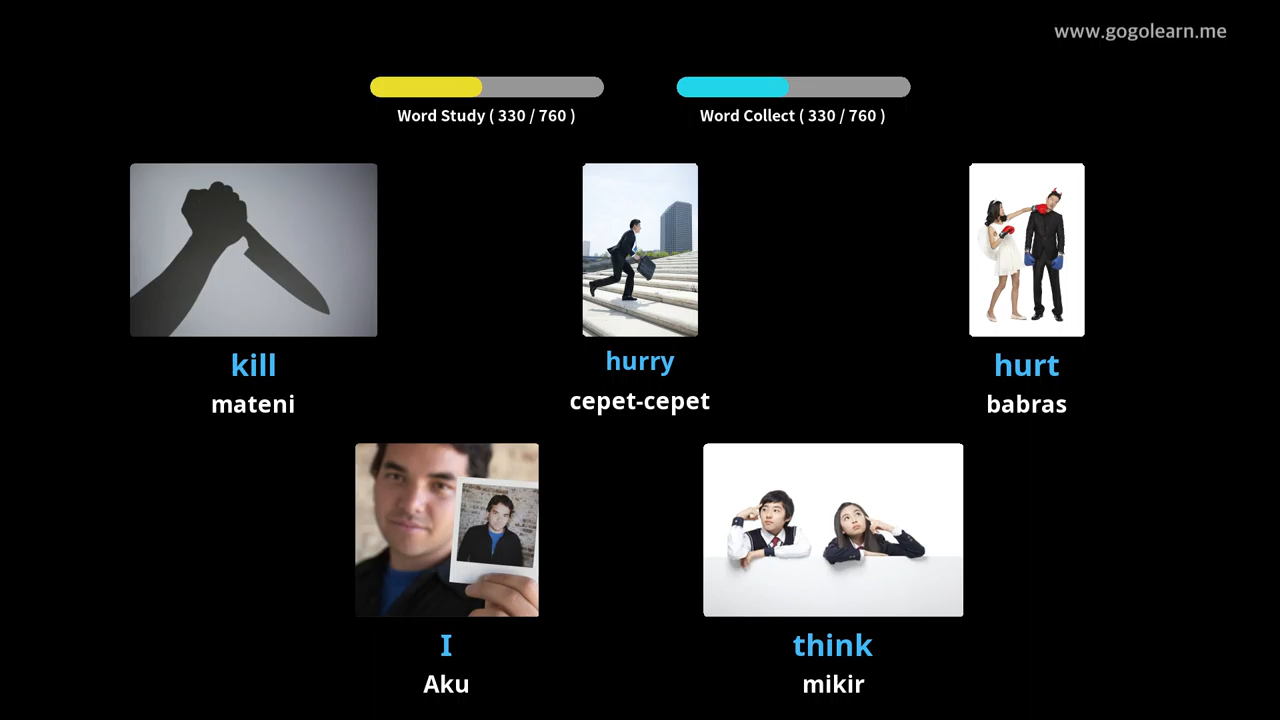 www.gogolearn.me
Word Study ( 330 / 760 )
Word Collect ( 330 / 760 )
kill
mateni
hurry
cepet-cepet
hurt
babras
I
Aku
think
mikir